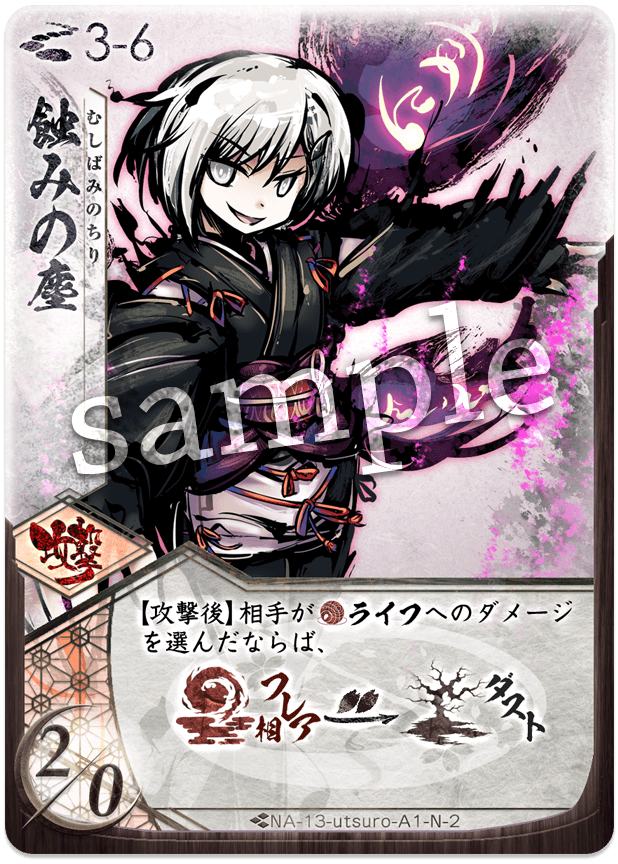 3-6
蝕みの塵
むしばみのちり
sample
攻撃
【攻撃後】相手がライフへのダメージ
を選んだならば、
相フレア
ダスト
2/0
NA-13-utsuro-A1-N-2